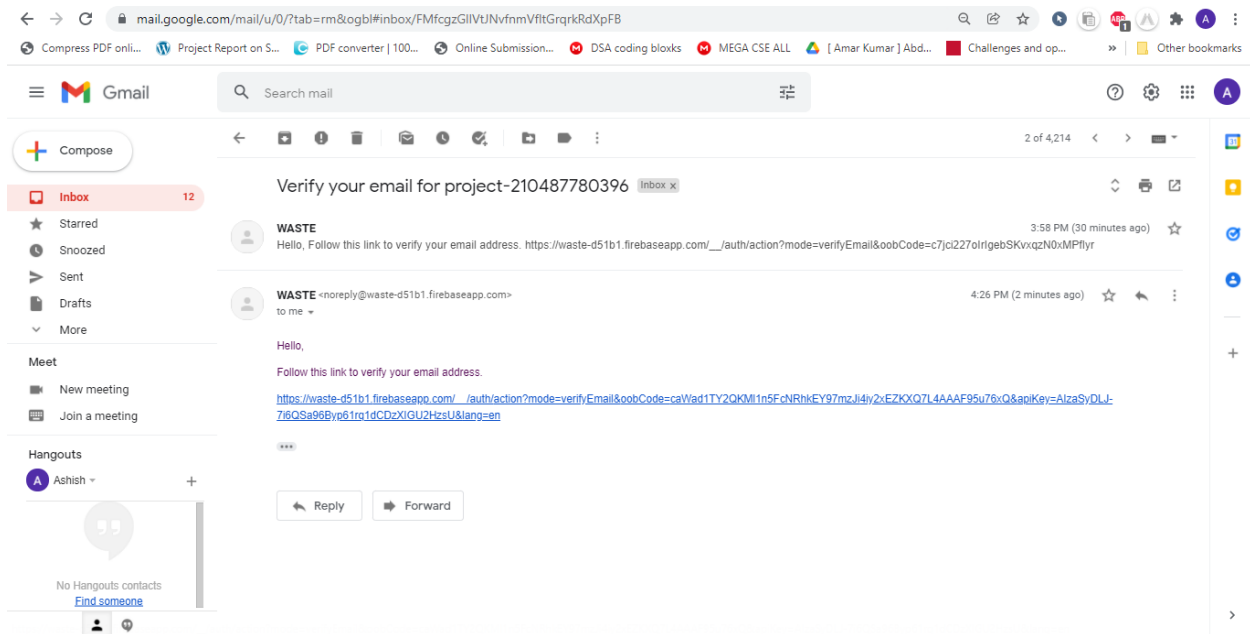 mail.google.com/mail/u/0/?tab=rm&ogbl#inbox/FMfcgzGllVtJNvfnmVfltGrqrkRdXpFB A
Compress PDF onli... Project Report on S... PDF converter | 100... Online Submission... DSA coding bloxks MEGA CSE ALL [ Amar Kumar ] Abd... Challenges and op... » Other bookmarks
Gmail Search mail A
Compose 2 of 4,214
Verify your email for project-210487780396 Inbox x
Inbox 12
Starred
Snoozed
Sent
Drafts
More
WASTE 3:58 PM (30 minutes ago)
Hello, Follow this link to verify your email address. https://waste-d51b1.firebaseapp.com/__/auth/action?mode=verifyEmail&oobCode=c7jci227oIrIgebSKvxqzN0xMPflyr
WASTE <noreply@waste-d51b1.firebaseapp.com> 4:26 PM (2 minutes ago)
to me
Hello,
Follow this link to verify your email address.
https://waste-d51b1.firebaseapp.com/__/auth/action?mode=verifyEmail&oobCode=caWad1TY2QKMl1n5FcNRhkEY97mzJi4iy2xEZKXQ7L4AAAF95u76xQ&apiKey=AIzaSyDLJ-
7i6QSa96Byp61rq1dCDzXIGU2HzsU&lang=en
Reply Forward
Meet
New meeting
Join a meeting
Hangouts
A Ashish
No Hangouts contacts
Find someone